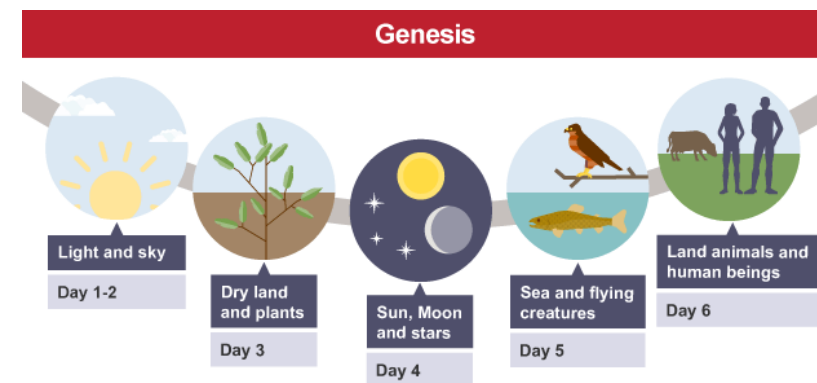 Genesis
Light and sky
Day 1-2
Dry land
and plants
Day 3
Sun, Moon
and stars
Day 4
Sea and flying
creatures
Day 5
Land animals and
human beings
Day 6